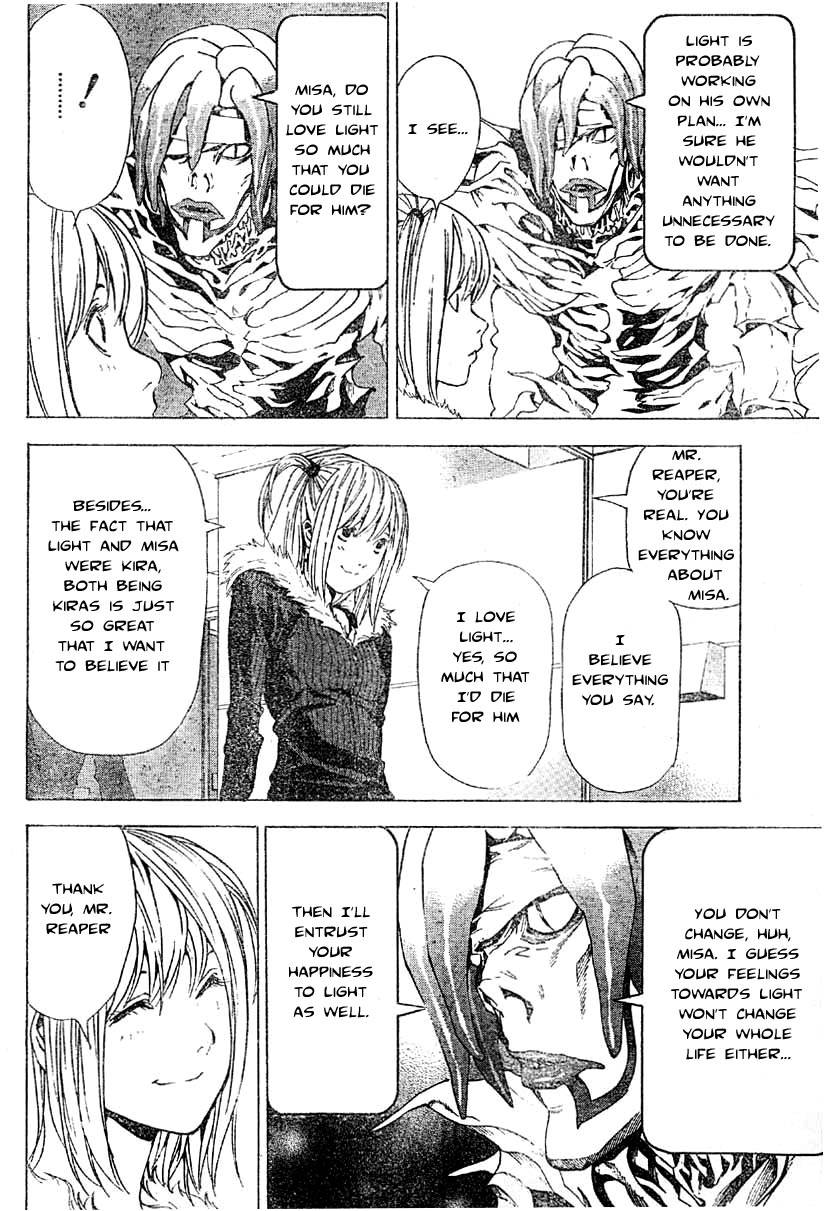 LIGHT IS
PROBABLY
WORKING
ON HIS OWN
PLAN... I'M
SURE HE
WOULDN'T
WANT
ANYTHING
UNNECESSARY
TO BE DONE.
I SEE...
MISA, DO
YOU STILL
LOVE LIGHT
SO MUCH
THAT YOU
COULD DIE
FOR HIM?
........!
MR.
REAPER,
YOU'RE
REAL. YOU
KNOW
EVERYTHING
ABOUT
MISA.
I
BELIEVE
EVERYTHING
YOU SAY.
I LOVE
LIGHT...
YES, SO
MUCH THAT
I'D DIE
FOR HIM
BESIDES...
THE FACT THAT
LIGHT AND MISA
WERE KIRA,
BOTH BEING
KIRAS IS JUST
SO GREAT
THAT I WANT
TO BELIEVE IT
YOU DON'T
CHANGE, HUH,
MISA. I GUESS
YOUR FEELINGS
TOWARDS LIGHT
WON'T CHANGE
YOUR WHOLE
LIFE EITHER...
THEN I'LL
ENTRUST
YOUR
HAPPINESS
TO LIGHT
AS WELL.
THANK
YOU, MR.
REAPER